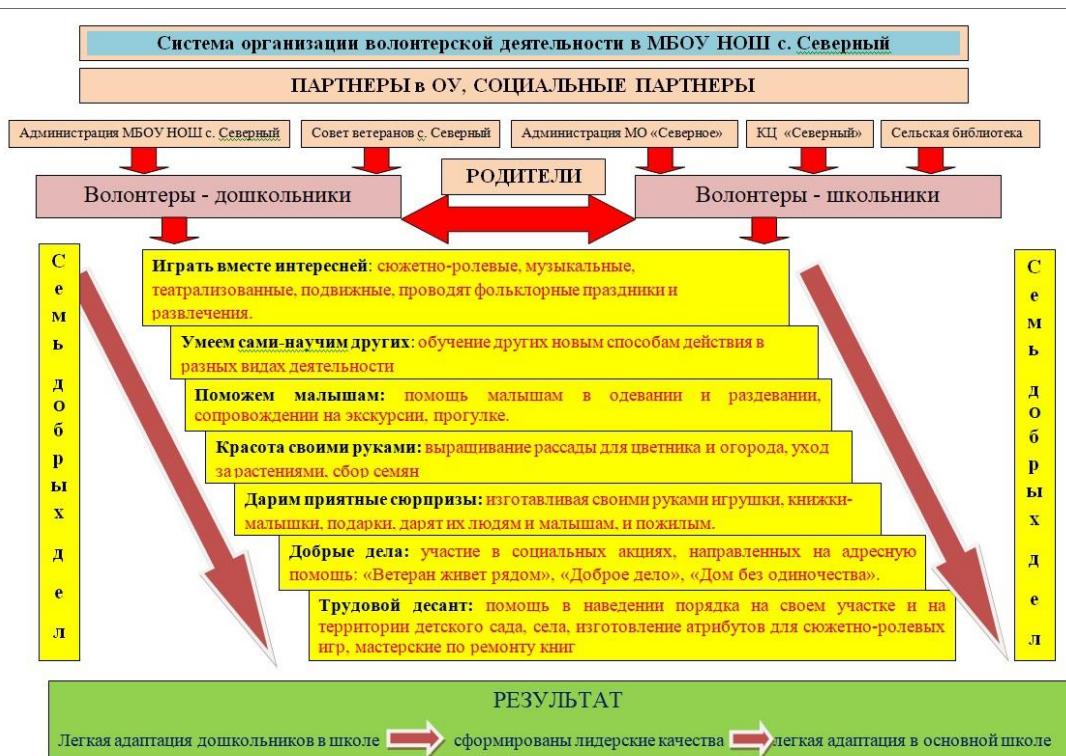 Система организации волонтерской деятельности в МБОУ НОШ с. Северный
ПАРТНЕРЫ в ОУ, СОЦИАЛЬНЫЕ ПАРТНЕРЫ
Администрация МБОУ НОШ с. Северный
Совет ветеранов с. Северный
Администрация МО «Северное»
КЦ «Северный»
Сельская библиотека
РОДИТЕЛИ
Волонтеры - дошкольники
Волонтеры - школьники
Семь добрых дел
Играть вместе интересней: сюжетно-ролевые, музыкальные,
театрализованные, подвижные, проводят фольклорные праздники и
развлечения.
Умеем сами-научим других: обучение других новым способам действия в
разных видах деятельности
Поможем малышам: помощь малышам в одевании и раздевании,
сопровождении на экскурсии, прогулке.
Красота своими руками: выращивание рассады для цветника и огорода, уход
за растениями, сбор семян
Дарим приятные сюрпризы: изготавливая своими руками игрушки, книжки-
малышки, подарки, дарят их людям и малышам, и пожилым.
Добрые дела: участие в социальных акциях, направленных на адресную
помощь: «Ветеран живет рядом», «Доброе дело», «Дом без одиночества».
Трудовой десант: помощь в наведении порядка на своем участке и на
территории детского сада, села, изготовление атрибутов для сюжетно-ролевых
игр, мастерские по ремонту книг
Семь добрых дел
РЕЗУЛЬТАТ
Легкая адаптация дошкольников в школе сформированы лидерские качества легкая адаптация в основной школе